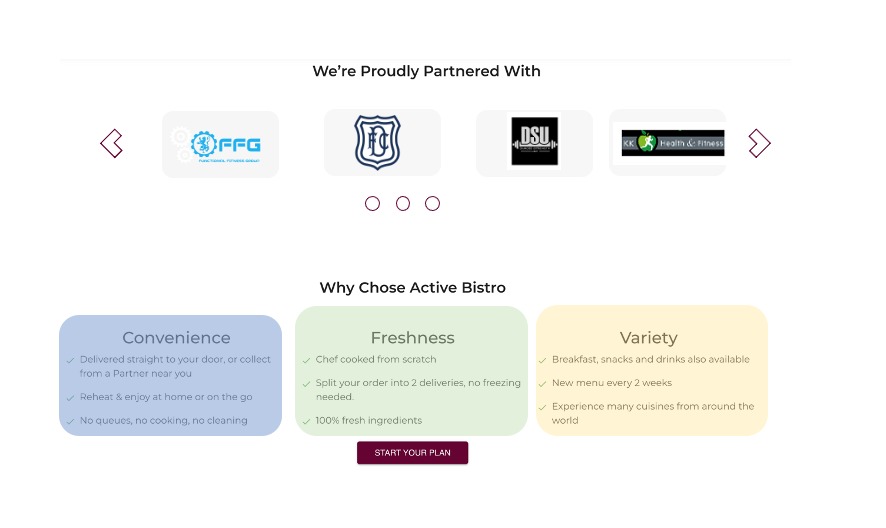 We're Proudly Partnered With
FFG
FUNCTIONAL FITNESS GROUP
DFC
DSU
KK Health & Fitness
Why Chose Active Bistro
Convenience
Delivered straight to your door, or collect
from a Partner near you
Reheat & enjoy at home or on the go
No queues, no cooking, no cleaning
Freshness
Chef cooked from scratch
Split your order into 2 deliveries, no freezing
needed.
100% fresh ingredients
Variety
Breakfast, snacks and drinks also available
New menu every 2 weeks
Experience many cuisines from around the
world
START YOUR PLAN